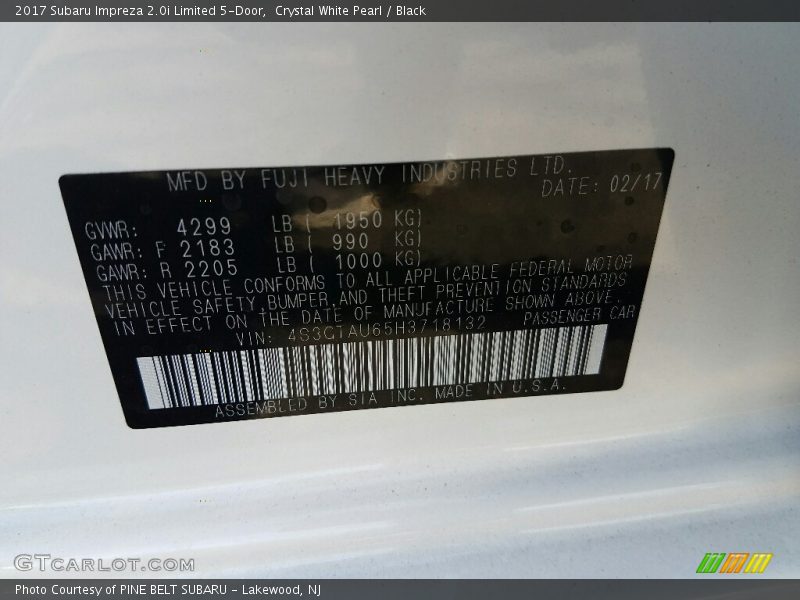 2017 Subaru Impreza 2.0i Limited 5-Door,  Crystal White Pearl / Black
MFD BY FUJI HEAVY INDUSTRIES LTD.
DATE: 02/17
GVWR: 4299 LB ( 1950 KG)
GAWR: F 2183 LB ( 990 KG)
GAWR: R 2205 LB ( 1000 KG)
THIS VEHICLE CONFORMS TO ALL APPLICABLE FEDERAL MOTOR
VEHICLE SAFETY,BUMPER,AND THEFT PREVENTION STANDARDS
IN EFFECT ON THE DATE OF MANUFACTURE SHOWN ABOVE.
VIN: 4S3GTAU65H3718132 PASSENGER CAR
ASSEMBLED BY SIA INC. MADE IN U.S.A.
GTCARLOT.COM
Photo Courtesy of PINE BELT SUBARU - Lakewood, NJ